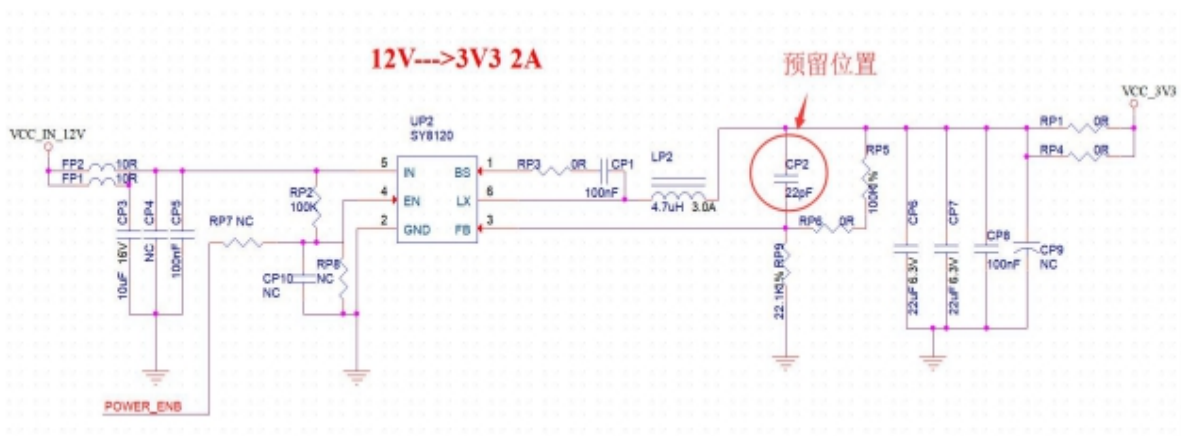 12V--->3V3 2A
预留位置
VCC_IN_12V
FP2 10R
FP1 10R
CP3
10uF 16V
CP4
NC
CP5
100nF
RP7 NC
POWER_ENB
RP2
100K
CP10
NC
RP8
NC
UP2
SY8120
5 IN
4 EN
2 GND
BS 1
LX 6
FB 3
RP3 0R
CP1
100nF
LP2
4.7uH 3.0A
CP2
22pF
RP5
RP6 0R
RP9
22.1K1%
CP6
22uF 6.3V
CP7
22uF 6.3V
CP8
100nF
CP9
NC
RP1 0R
RP4 0R
VCC_3V3